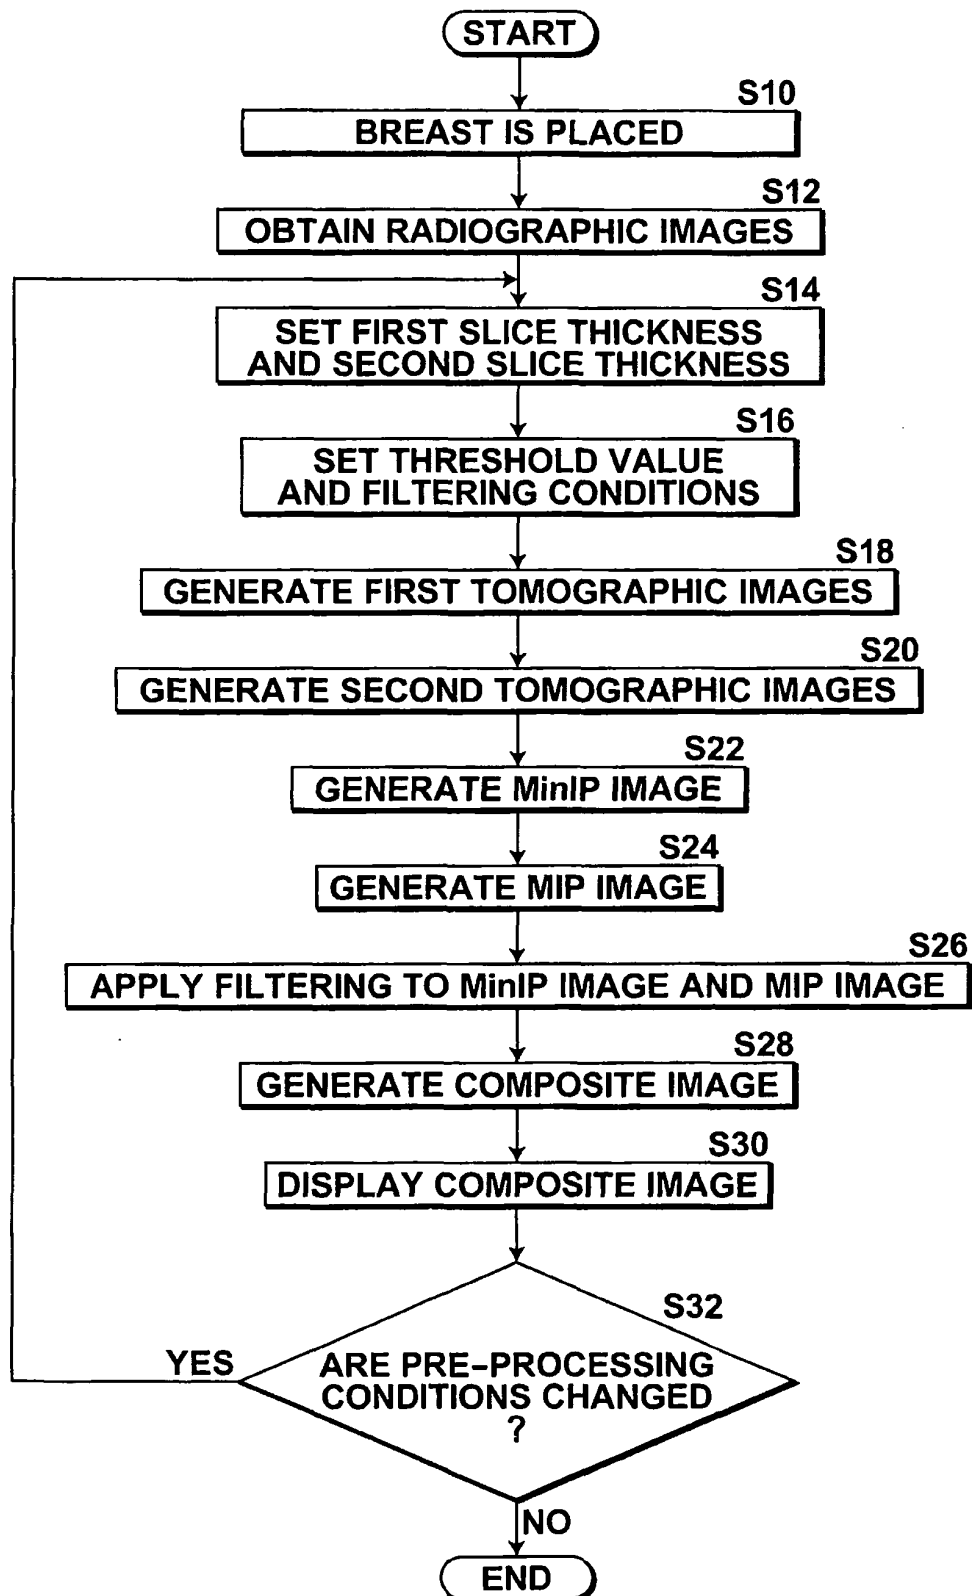 START
S10
BREAST IS PLACED
S12
OBTAIN RADIOGRAPHIC IMAGES
S14
SET FIRST SLICE THICKNESS
AND SECOND SLICE THICKNESS
S16
SET THRESHOLD VALUE
AND FILTERING CONDITIONS
S18
GENERATE FIRST TOMOGRAPHIC IMAGES
S20
GENERATE SECOND TOMOGRAPHIC IMAGES
S22
GENERATE MinIP IMAGE
S24
GENERATE MIP IMAGE
S26
APPLY FILTERING TO MinIP IMAGE AND MIP IMAGE
S28
GENERATE COMPOSITE IMAGE
S30
DISPLAY COMPOSITE IMAGE
S32
YES
ARE PRE-PROCESSING
CONDITIONS CHANGED
?
NO
END